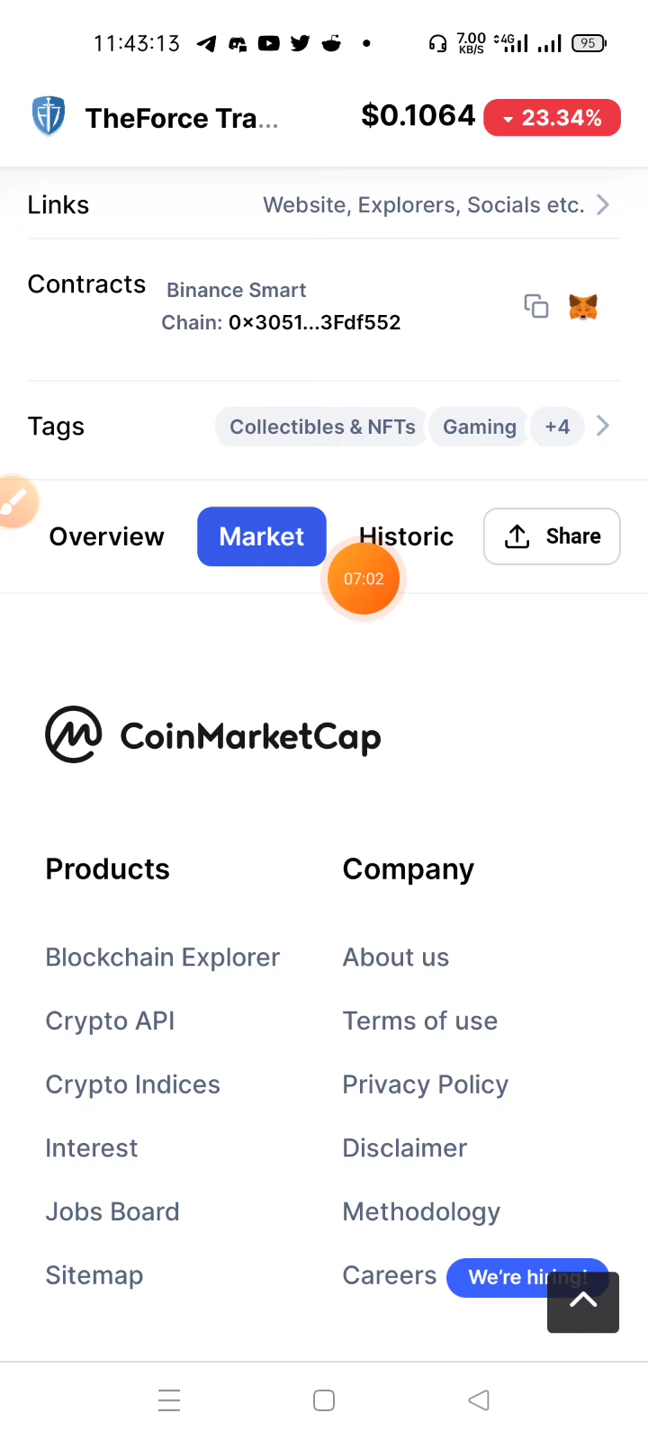 11:43:13 7.00 KB/S 4G 95
TheForce Tra... $0.1064 23.34%
Links Website, Explorers, Socials etc.
Contracts Binance Smart
Chain: 0x3051...3Fdf552
Tags Collectibles & NFTs Gaming +4
Overview Market Historic Share
07:02
CoinMarketCap
Products Company
Blockchain Explorer About us
Crypto API Terms of use
Crypto Indices Privacy Policy
Interest Disclaimer
Jobs Board Methodology
Sitemap Careers We're hiring!